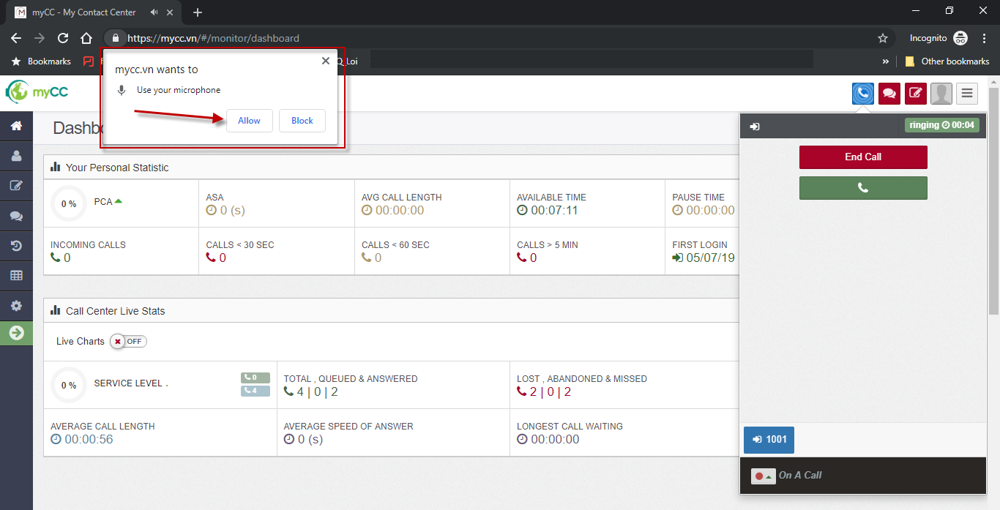 myCC - My Contact Center
https://mycc.vn/#/monitor/dashboard
Incognito
Bookmarks
Q_Loi
»
Other bookmarks
mycc.vn wants to
Use your microphone
Allow
Block
myCC
ringing 00:04
End Call
Your Personal Statistic
0 %
PCA
ASA
0 (s)
AVG CALL LENGTH
00:00:00
AVAILABLE TIME
00:07:11
PAUSE TIME
00:00:00
INCOMING CALLS
0
CALLS < 30 SEC
0
CALLS < 60 SEC
0
CALLS > 5 MIN
0
FIRST LOGIN
05/07/19
Call Center Live Stats
Live Charts
OFF
0 %
SERVICE LEVEL .
0
4
TOTAL , QUEUED & ANSWERED
4 | 0 | 2
LOST , ABANDONED & MISSED
2 | 0 | 2
AVERAGE CALL LENGTH
00:00:56
AVERAGE SPEED OF ANSWER
0 (s)
LONGEST CALL WAITING
00:00:00
1001
On A Call